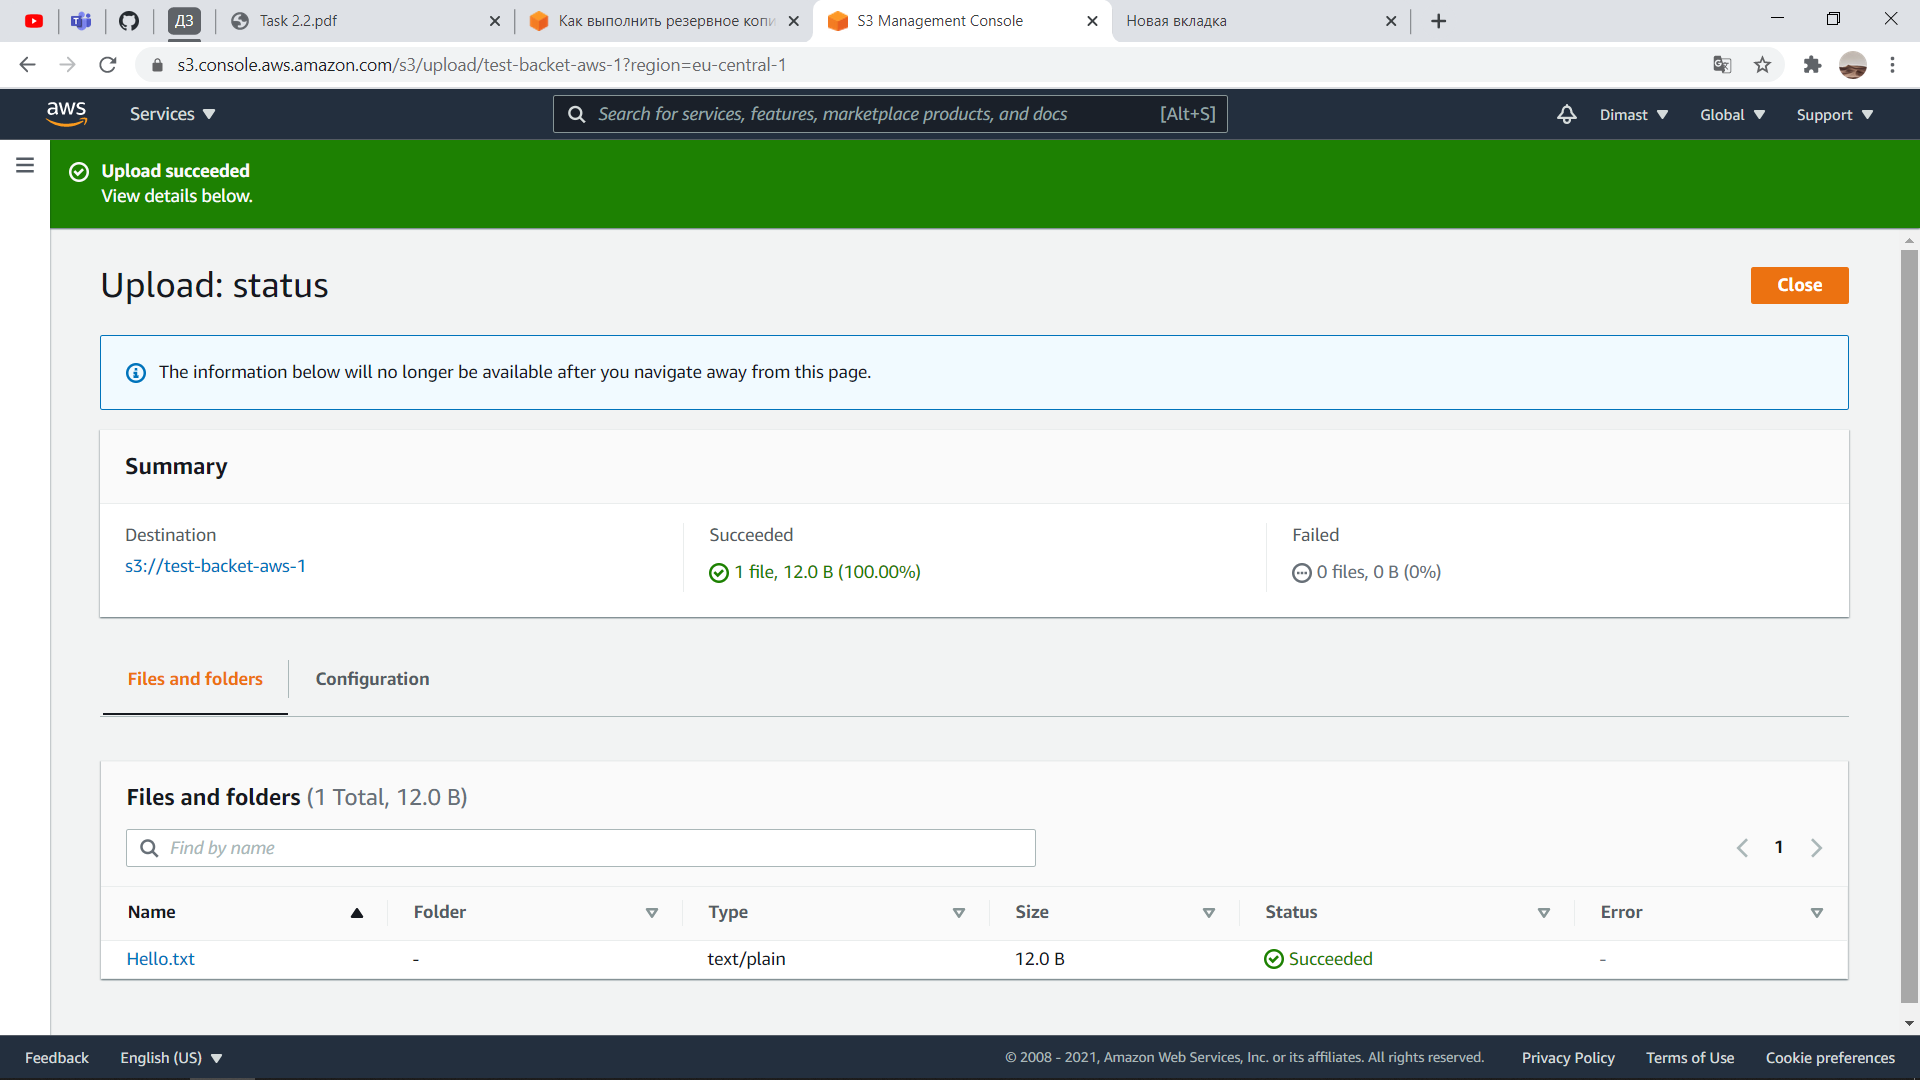 ДЗ
Task 2.2.pdf
Как выполнить резервное копи
S3 Management Console
Новая вкладка
s3.console.aws.amazon.com/s3/upload/test-backet-aws-1?region=eu-central-1
aws
Services
Search for services, features, marketplace products, and docs
[Alt+S]
Dimast
Global
Support
Upload succeeded
View details below.
Upload: status
Close
The information below will no longer be available after you navigate away from this page.
Summary
Destination
Succeeded
Failed
s3://test-backet-aws-1
1 file, 12.0 B (100.00%)
0 files, 0 B (0%)
Files and folders
Configuration
Files and folders (1 Total, 12.0 B)
Find by name
1
Name
Folder
Type
Size
Status
Error
Hello.txt
-
text/plain
12.0 B
Succeeded
-
Feedback
English (US)
© 2008 - 2021, Amazon Web Services, Inc. or its affiliates. All rights reserved.
Privacy Policy
Terms of Use
Cookie preferences